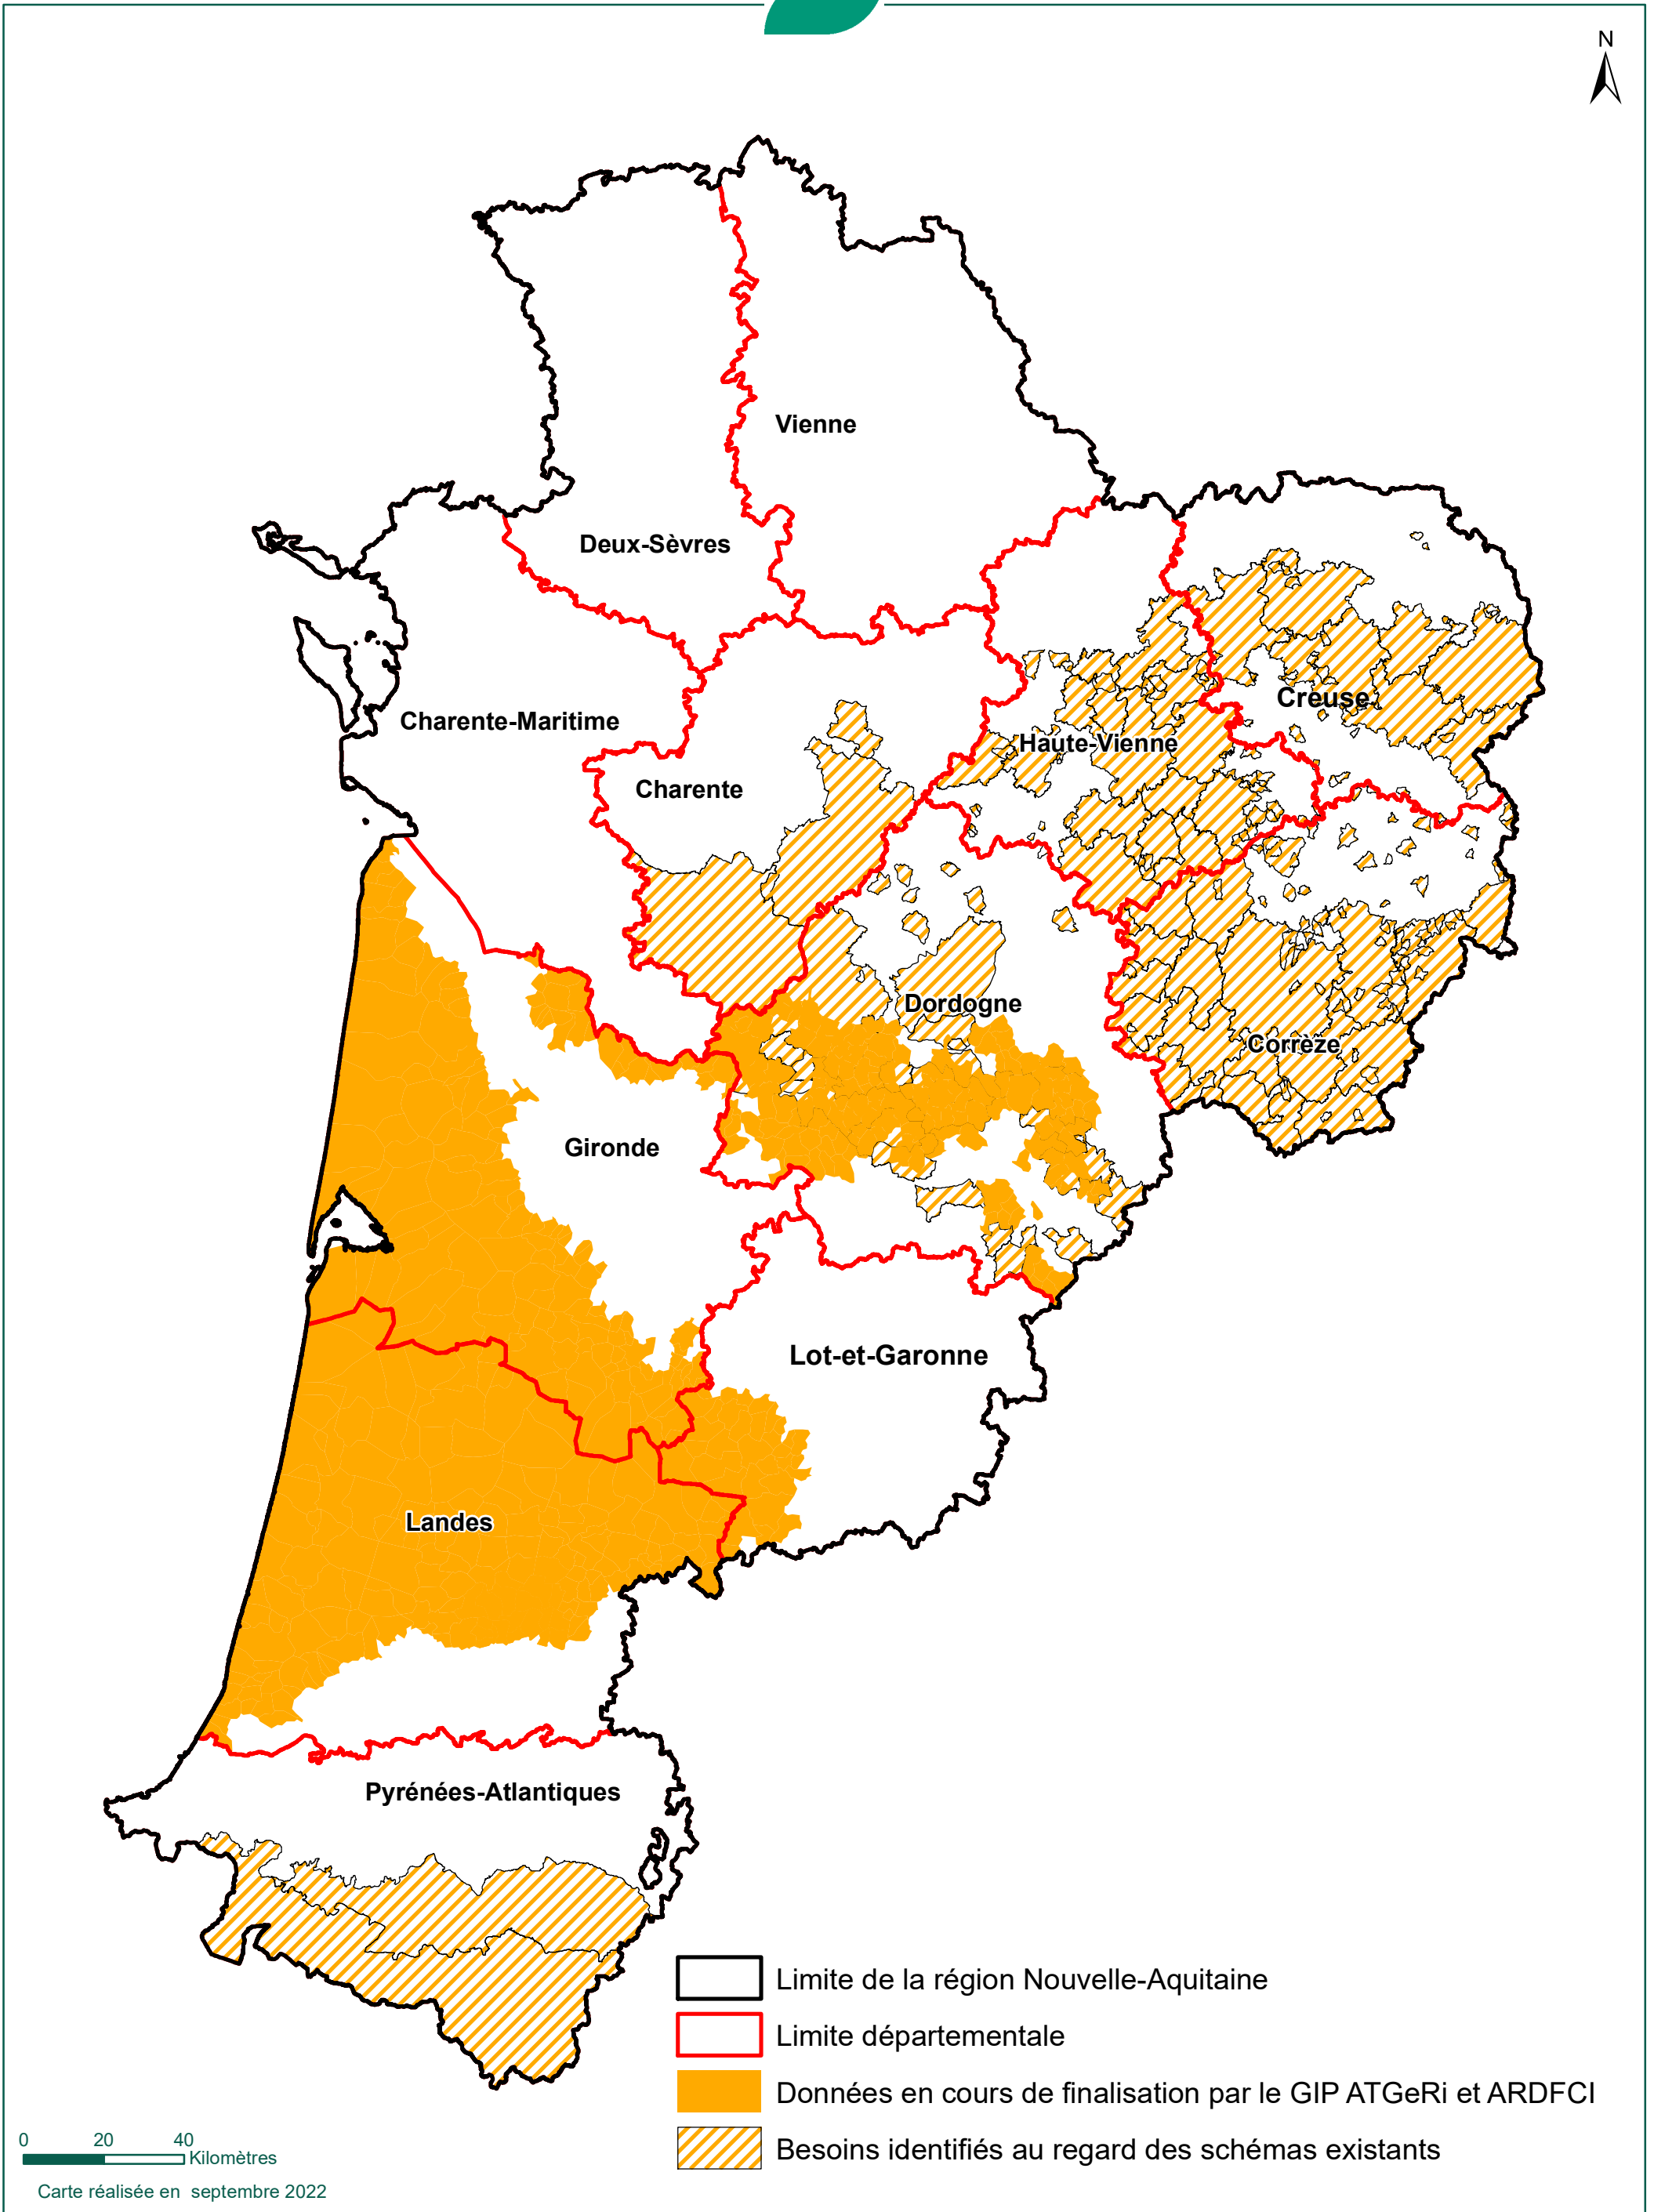 N
Vienne
Deux-Sèvres
Creuse
Charente-Maritime
Haute-Vienne
Charente
Dordogne
Corrèze
Gironde
Lot-et-Garonne
Landes
Pyrénées-Atlantiques
Limite de la région Nouvelle-Aquitaine
Limite départementale
Données en cours de finalisation par le GIP ATGeRi et ARDFCI
Besoins identifiés au regard des schémas existants
0 20 40
Kilomètres
Carte réalisée en septembre 2022